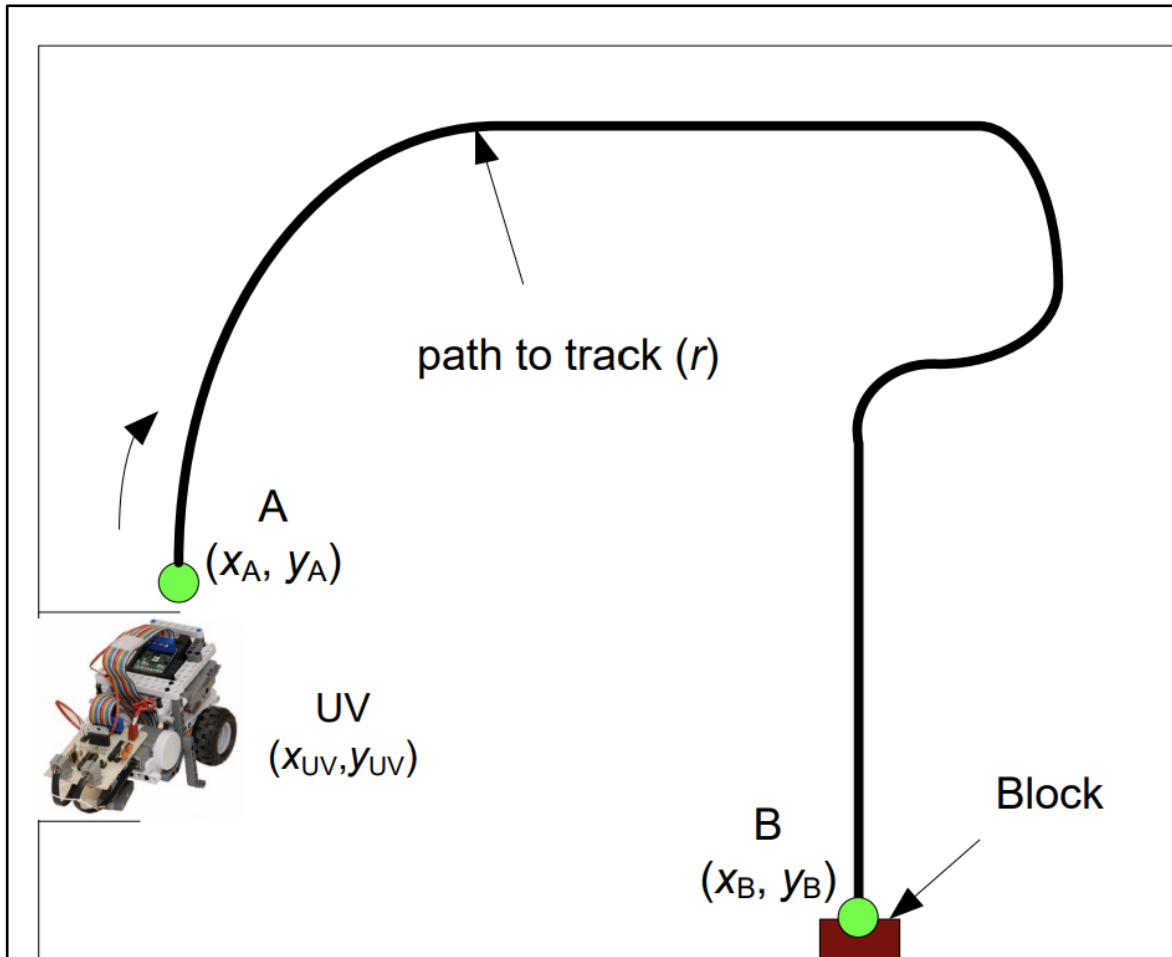 path to track (r)
A
(xA, yA)
UV
(xUV,yUV)
Block
B
(xB, yB)